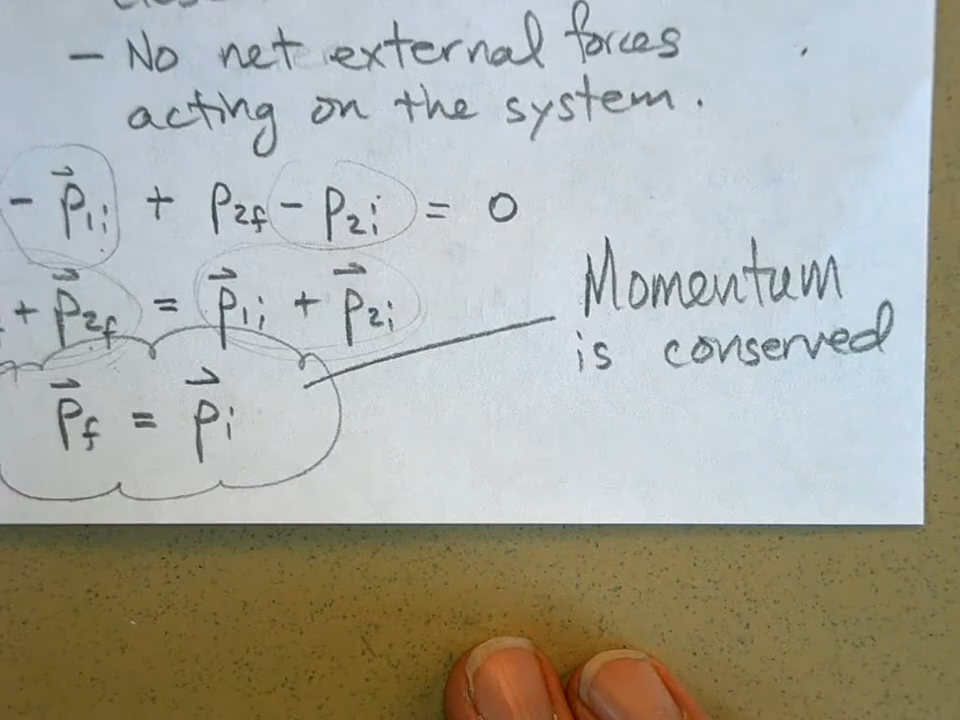 - No net external forces
acting on the system.
- p⃗₁ᵢ + p₂f - p₂ᵢ = 0
+ p⃗₂f = p⃗₁ᵢ + p⃗₂ᵢ
Momentum
is conserved
p⃗f = p⃗ᵢ